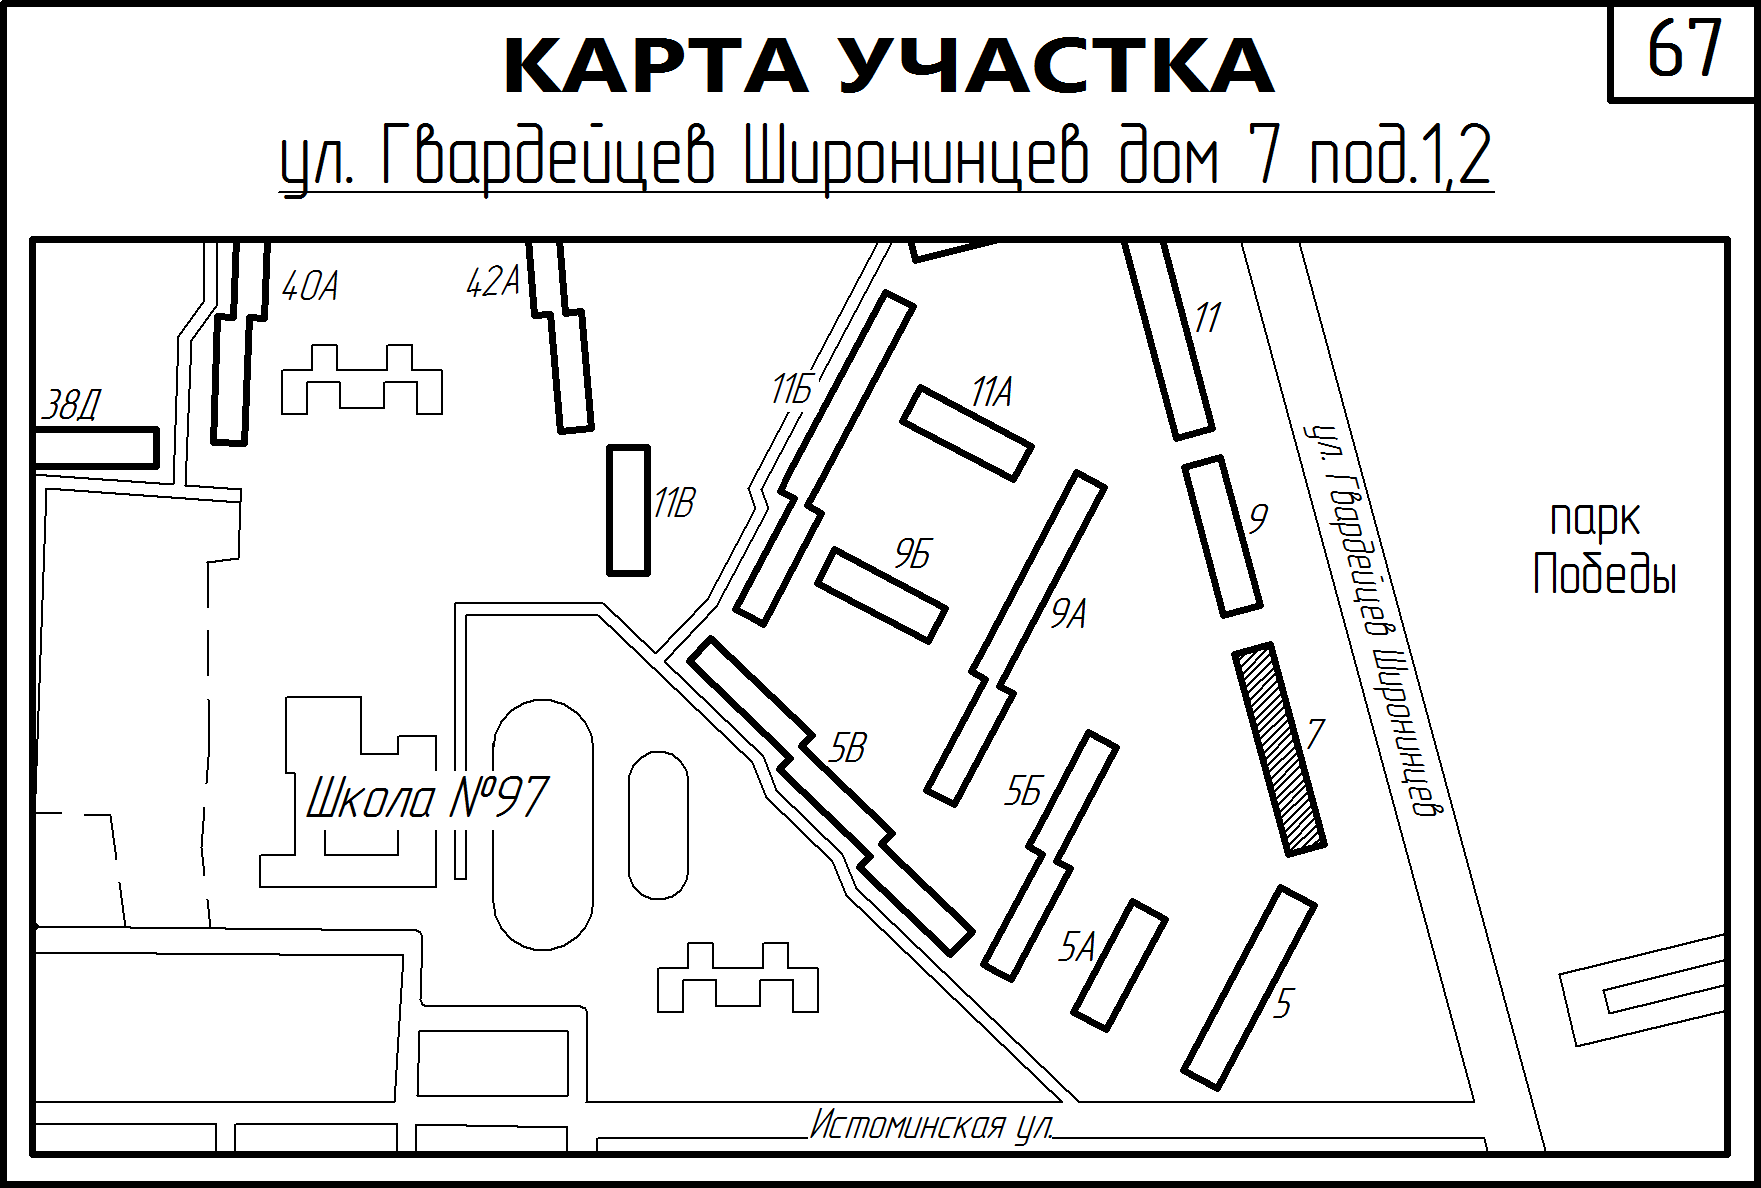 67
КАРТА УЧАСТКА
ул. Гвардейцев Широнинцев дом 7 под.1,2
40А
42А
38Д
11Б
11А
11
11В
9Б
9А
9
ул. Гвардейцев Широнинцев
парк
Победы
7
5В
5Б
5А
5
Школа №97
Истоминская ул.